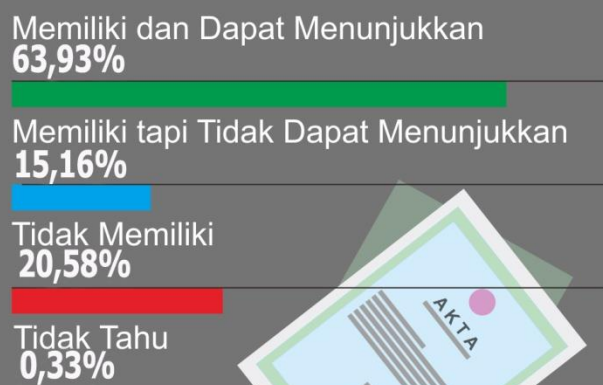 Memiliki dan Dapat Menunjukkan
63,93%
Memiliki tapi Tidak Dapat Menunjukkan
15,16%
Tidak Memiliki
20,58%
Tidak Tahu
0,33%
AKTA